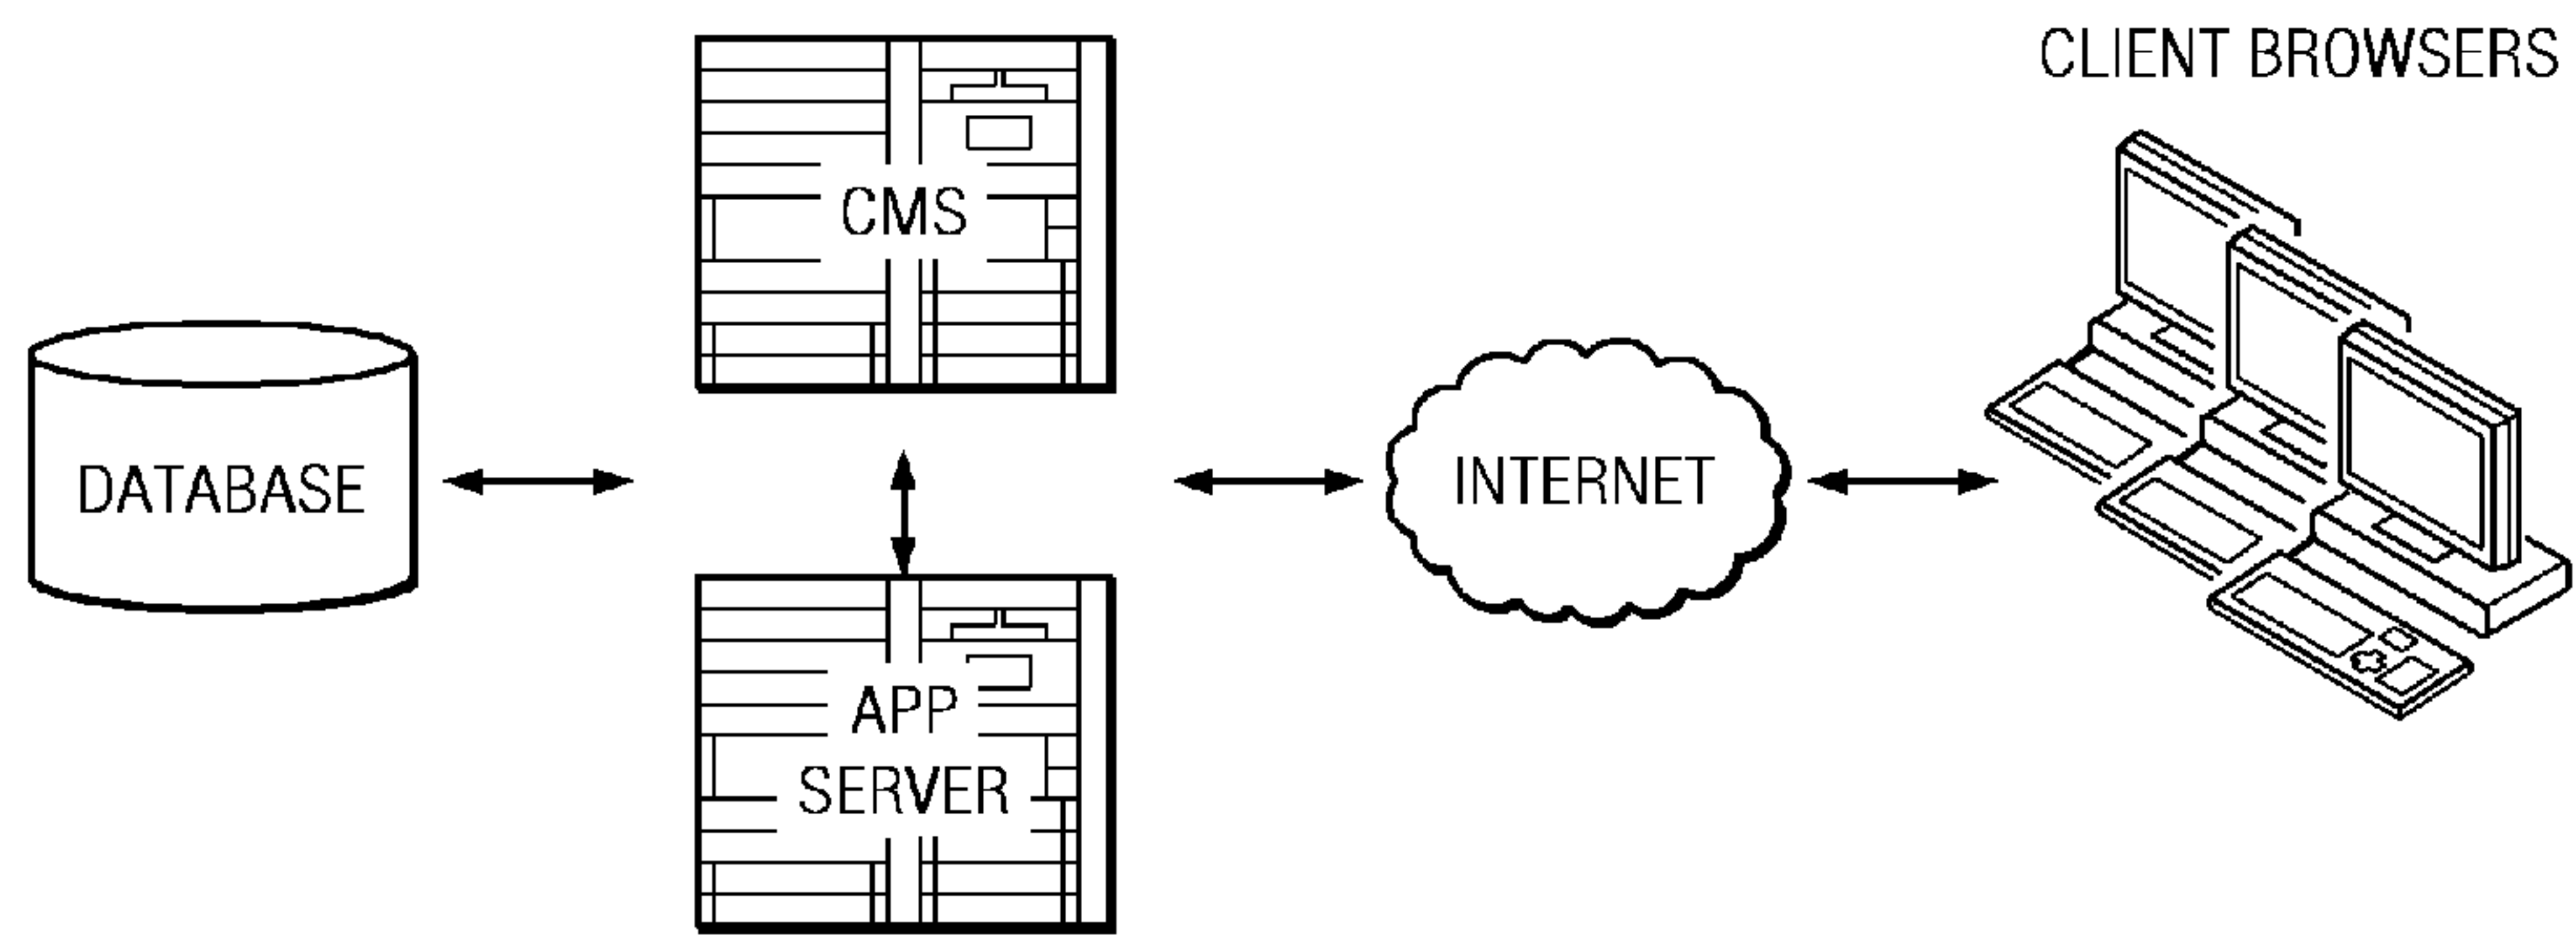 CLIENT BROWSERS
CMS
DATABASE
INTERNET
APP
SERVER